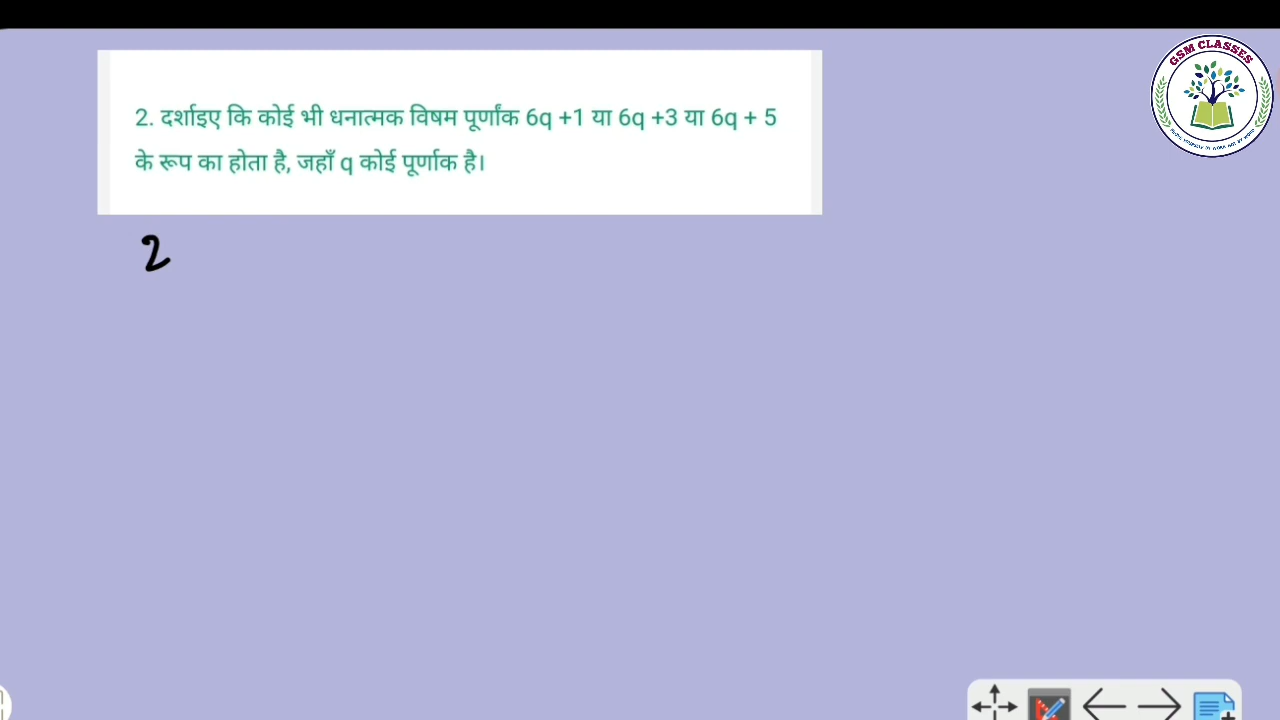 GSM CLASSES
2. दर्शाइए कि कोई भी धनात्मक विषम पूर्णांक 6q +1 या 6q +3 या 6q + 5
के रूप का होता है, जहाँ q कोई पूर्णाक है।
2